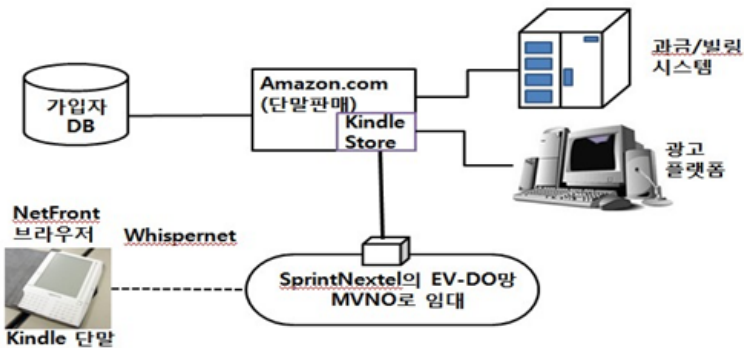 과금/빌링
시스템
가입자
DB
Amazon.com
(단말판매)
Kindle
Store
광고
플랫폼
NetFront
브라우저
Whispernet
SprintNextel의 EV-DO망
MVNO로 임대
Kindle 단말